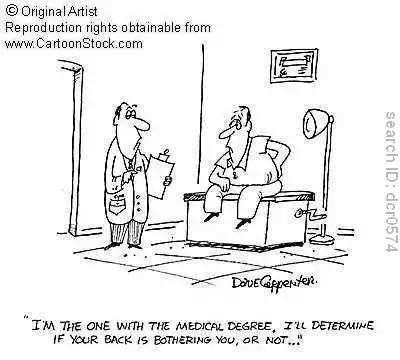 © Original Artist
Reproduction rights obtainable from
www.CartoonStock.com
search ID: dcr0574
DAVE CARPENTER.
"I'M THE ONE WITH THE MEDICAL DEGREE, I'LL DETERMINE
IF YOUR BACK IS BOTHERING YOU, OR NOT..."